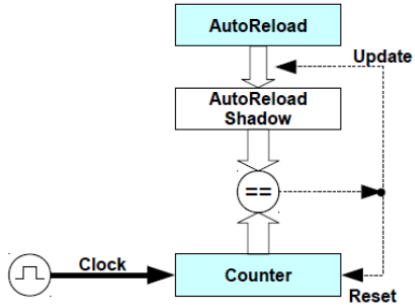 AutoReload
Update
AutoReload
Shadow
==
Clock
Counter
Reset